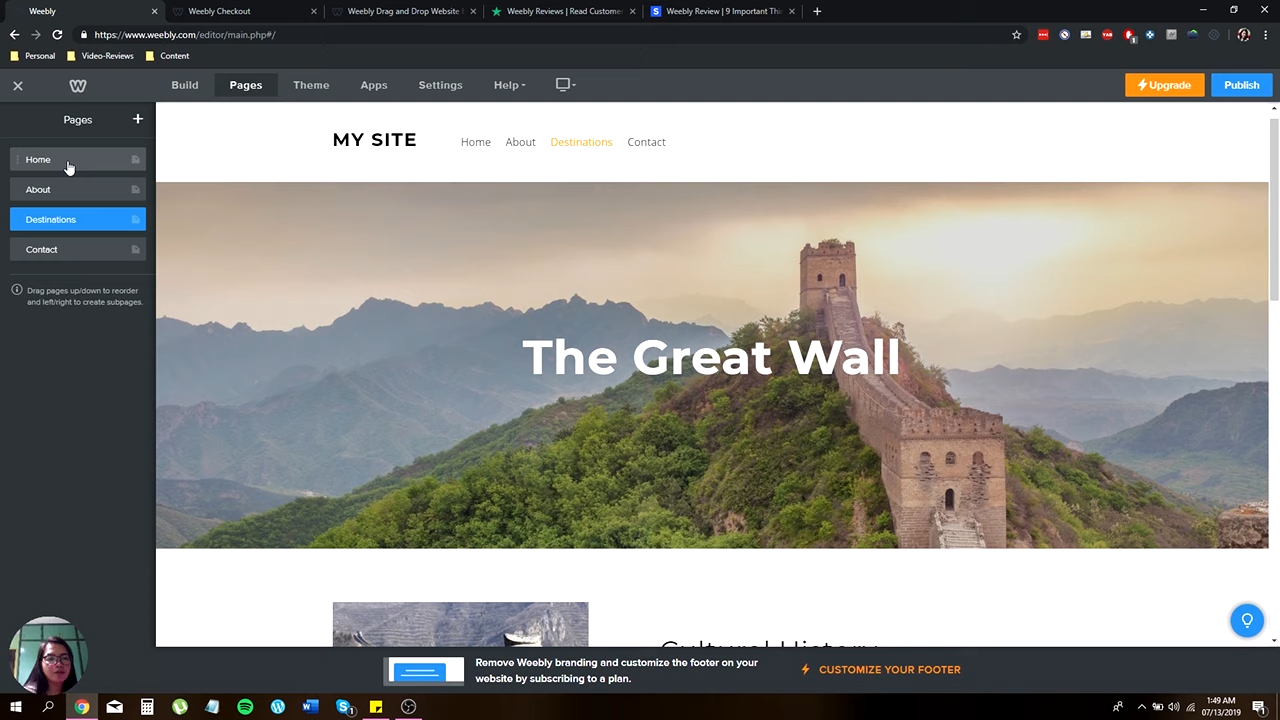 Weebly
Weebly Checkout
Weebly Drag and Drop Website
Weebly Reviews | Read Customer
Weebly Review | 9 Important Thi
https://www.weebly.com/editor/main.php#/
Personal
Video-Reviews
Content
Build
Pages
Theme
Apps
Settings
Help
Upgrade
Publish
Pages
Home
About
Destinations
Contact
Drag pages up/down to reorder
and left/right to create subpages.
MY SITE
Home
About
Destinations
Contact
The Great Wall
Cultural History
Remove Weebly branding and customize the footer on your
website by subscribing to a plan.
CUSTOMIZE YOUR FOOTER
1:49 AM
07/13/2019